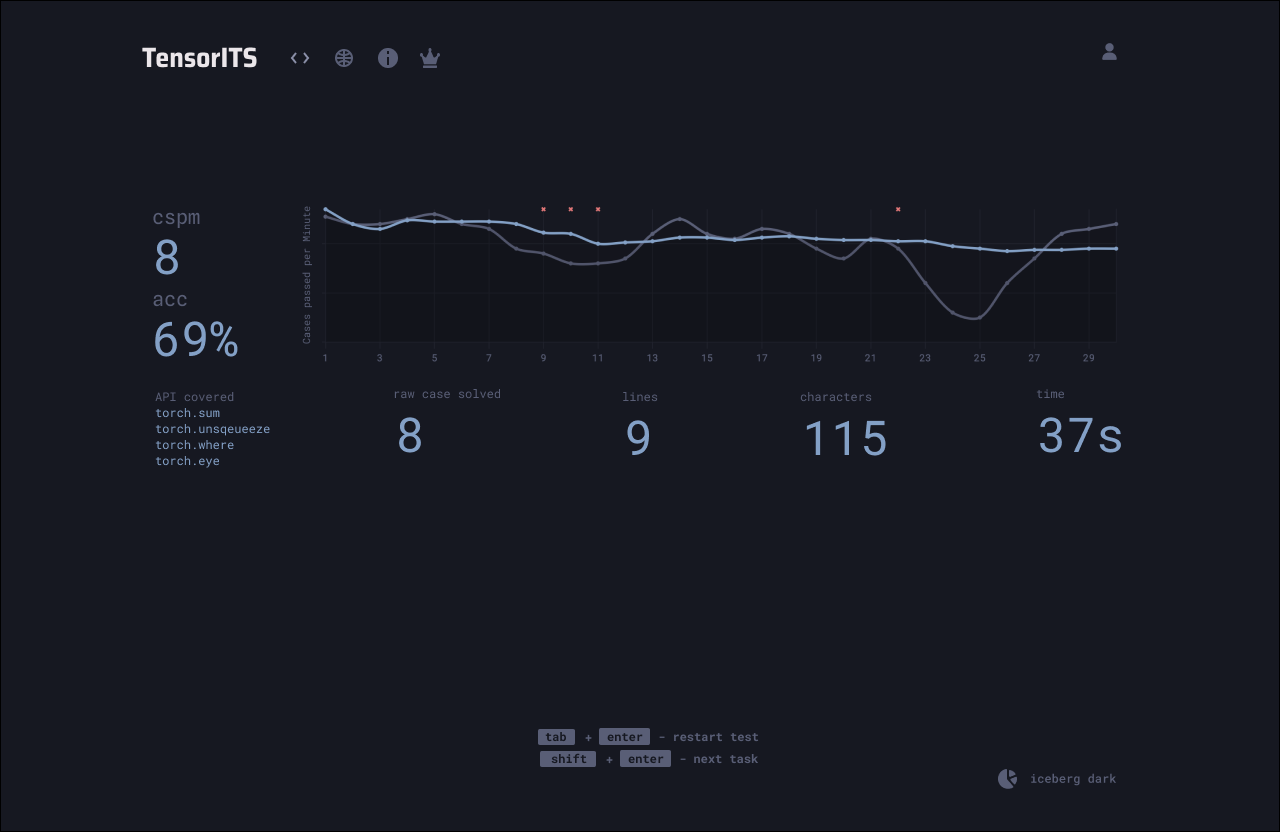 TensorITS
cspm
8
acc
69%
Cases passed per Minute
1 3 5 7 9 11 13 15 17 19 21 23 25 27 29
API covered
torch.sum
torch.unsqeueeze
torch.where
torch.eye
raw case solved
8
lines
9
characters
115
time
37s
tab + enter - restart test
shift + enter - next task
iceberg dark